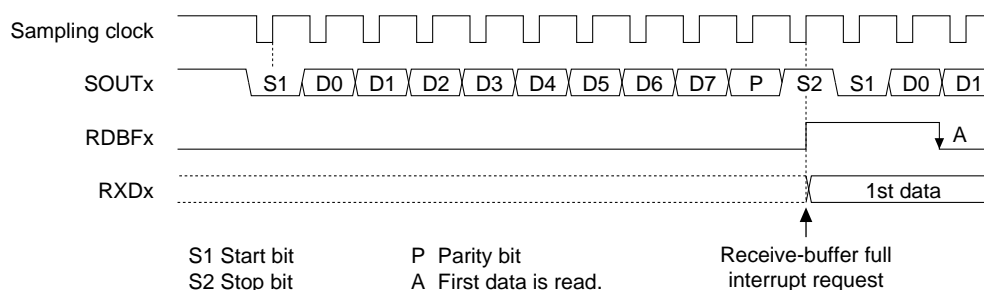 Sampling clock
SOUTx S1 D0 D1 D2 D3 D4 D5 D6 D7 P S2 S1 D0 D1
RDBFx A
RXDx 1st data
S1 Start bit P Parity bit Receive-buffer full
S2 Stop bit A First data is read. interrupt request